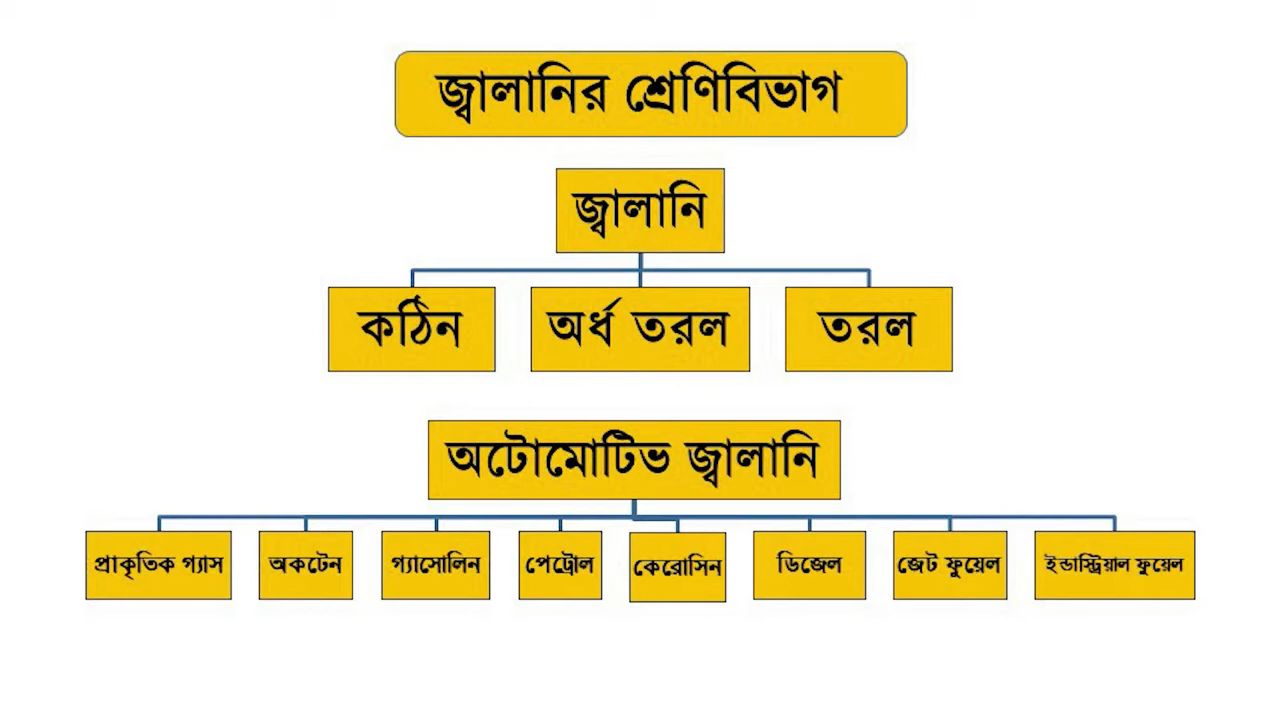 জ্বালানির শ্রেণিবিভাগ
জ্বালানি
কঠিন
অর্ধ তরল
তরল
অটোমোটিভ জ্বালানি
প্রাকৃতিক গ্যাস
অকটেন
গ্যাসোলিন
পেট্রোল
কেরোসিন
ডিজেল
জেট ফুয়েল
ইন্ডাস্ট্রিয়াল ফুয়েল